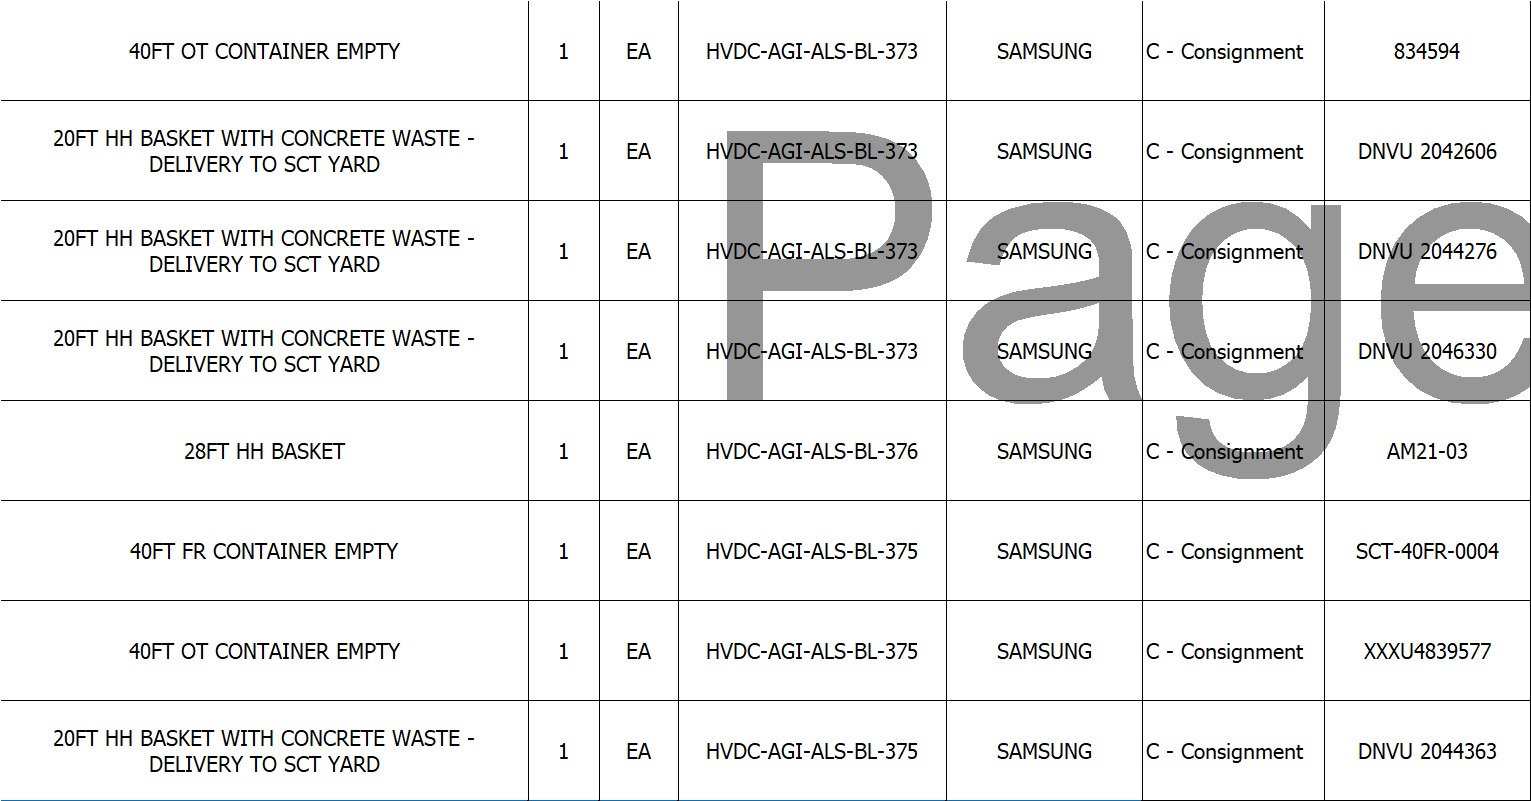 40FT OT CONTAINER EMPTY 1 EA HVDC-AGI-ALS-BL-373 SAMSUNG C - Consignment 834594
20FT HH BASKET WITH CONCRETE WASTE -
DELIVERY TO SCT YARD 1 EA HVDC-AGI-ALS-BL-373 SAMSUNG C - Consignment DNVU 2042606
20FT HH BASKET WITH CONCRETE WASTE -
DELIVERY TO SCT YARD 1 EA HVDC-AGI-ALS-BL-373 SAMSUNG C - Consignment DNVU 2044276
20FT HH BASKET WITH CONCRETE WASTE -
DELIVERY TO SCT YARD 1 EA HVDC-AGI-ALS-BL-373 SAMSUNG C - Consignment DNVU 2046330
Page
28FT HH BASKET 1 EA HVDC-AGI-ALS-BL-376 SAMSUNG C - Consignment AM21-03
40FT FR CONTAINER EMPTY 1 EA HVDC-AGI-ALS-BL-375 SAMSUNG C - Consignment SCT-40FR-0004
40FT OT CONTAINER EMPTY 1 EA HVDC-AGI-ALS-BL-375 SAMSUNG C - Consignment XXXU4839577
20FT HH BASKET WITH CONCRETE WASTE -
DELIVERY TO SCT YARD 1 EA HVDC-AGI-ALS-BL-375 SAMSUNG C - Consignment DNVU 2044363